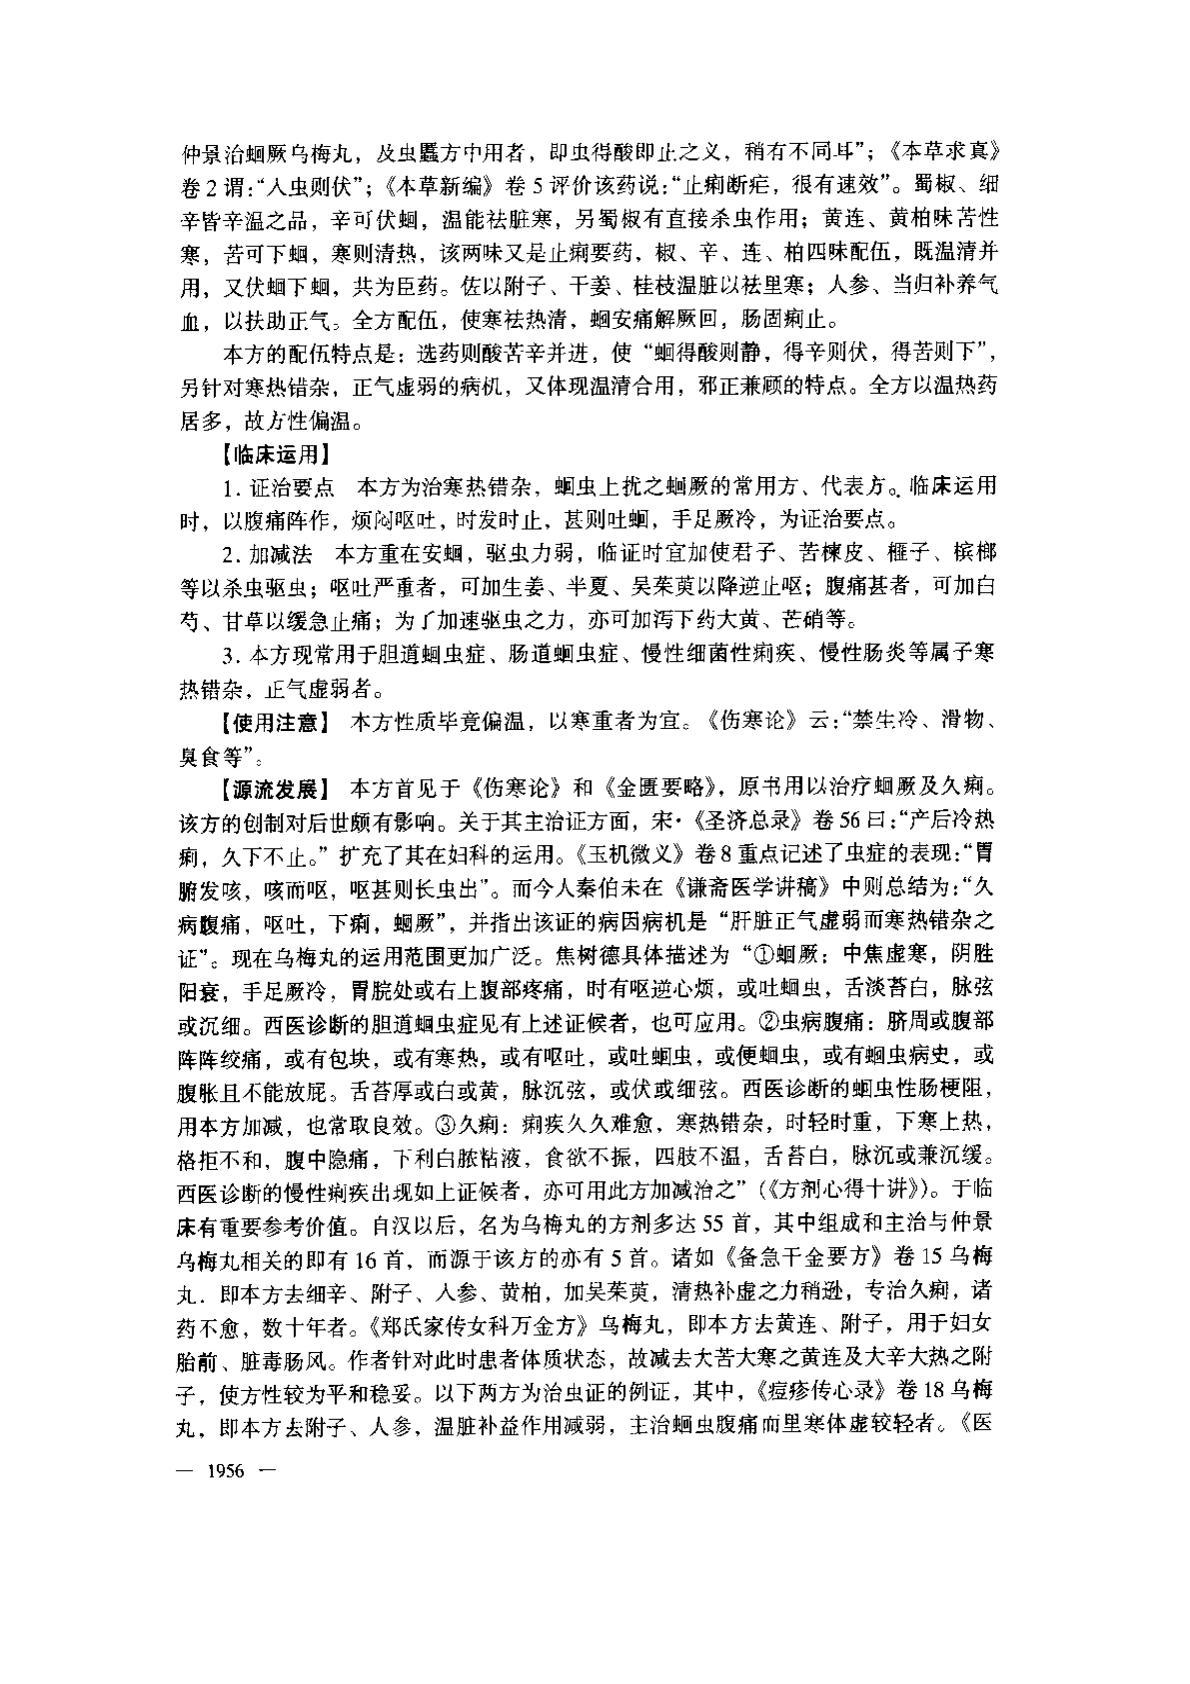 仲景治蛔厥乌梅丸，及虫䘌方中用者，即虫得酸即止之义，稍有不同耳”；《本草求真》
卷2谓：“入虫则伏”；《本草新编》卷5评价该药说：“止痢断疟，很有速效”。蜀椒、细
辛皆辛温之品，辛可伏蛔，温能祛脏寒，另蜀椒有直接杀虫作用；黄连、黄柏味苦性
寒，苦可下蛔，寒则清热，该两味又是止痢要药，椒、辛、连、柏四味配伍，既温清并
用，又伏蛔下蛔，共为臣药。佐以附子、干姜、桂枝温脏以祛里寒；人参、当归补养气
血，以扶助正气。全方配伍，使寒祛热清，蛔安痛解厥回，肠固痢止。
本方的配伍特点是：选药则酸苦辛并进，使“蛔得酸则静，得辛则伏，得苦则下”，
另针对寒热错杂，正气虚弱的病机，又体现温清合用，邪正兼顾的特点。全方以温热药
居多，故方性偏温。
【临床运用】
1. 证治要点　本方为治寒热错杂，蛔虫上扰之蛔厥的常用方、代表方。临床运用
时，以腹痛阵作，烦闷呕吐，时发时止，甚则吐蛔，手足厥冷，为证治要点。
2. 加减法　本方重在安蛔，驱虫力弱，临证时宜加使君子、苦楝皮、榧子、槟榔
等以杀虫驱虫；呕吐严重者，可加生姜、半夏、吴茱萸以降逆止呕；腹痛甚者，可加白
芍、甘草以缓急止痛；为了加速驱虫之力，亦可加泻下药大黄、芒硝等。
3. 本方现常用于胆道蛔虫症、肠道蛔虫症、慢性细菌性痢疾、慢性肠炎等属子寒
热错杂，正气虚弱者。
【使用注意】　本方性质毕竟偏温，以寒重者为宜。《伤寒论》云：“禁生冷、滑物、
臭食等”。
【源流发展】　本方首见于《伤寒论》和《金匮要略》，原书用以治疗蛔厥及久痢。
该方的创制对后世颇有影响。关于其主治证方面，宋·《圣济总录》卷56曰：“产后冷热
痢，久下不止。”扩充了其在妇科的运用。《玉机微义》卷8重点记述了虫症的表现：“胃
腑发咳，咳而呕，呕甚则长虫出”。而今人秦伯未在《谦斋医学讲稿》中则总结为：“久
病腹痛，呕吐，下痢，蛔厥”，并指出该证的病因病机是“肝脏正气虚弱而寒热错杂之
证”。现在乌梅丸的运用范围更加广泛。焦树德具体描述为“①蛔厥：中焦虚寒，阴胜
阳衰，手足厥冷，胃脘处或右上腹部疼痛，时有呕逆心烦，或吐蛔虫，舌淡苔白，脉弦
或沉细。西医诊断的胆道蛔虫症见有上述证候者，也可应用。②虫病腹痛：脐周或腹部
阵阵绞痛，或有包块，或有寒热，或有呕吐，或吐蛔虫，或便蛔虫，或有蛔虫病史，或
腹胀且不能放屁。舌苔厚或白或黄，脉沉弦，或伏或细弦。西医诊断的蛔虫性肠梗阻，
用本方加减，也常取良效。③久痢：痢疾久久难愈，寒热错杂，时轻时重，下寒上热，
格拒不和，腹中隐痛，下利白脓粘液，食欲不振，四肢不温，舌苔白，脉沉或兼沉缓。
西医诊断的慢性痢疾出现如上证候者，亦可用此方加减治之”（《方剂心得十讲》）。于临
床有重要参考价值。自汉以后，名为乌梅丸的方剂多达55首，其中组成和主治与仲景
乌梅丸相关的即有16首，而源于该方的亦有5首。诸如《备急千金要方》卷15乌梅
丸．即本方去细辛、附子、人参、黄柏，加吴茱萸，清热补虚之力稍逊，专治久痢，诸
药不愈，数十年者。《郑氏家传女科万金方》乌梅丸，即本方去黄连、附子，用于妇女
胎前、脏毒肠风。作者针对此时患者体质状态，故减去大苦大寒之黄连及大辛大热之附
子，使方性较为平和稳妥。以下两方为治虫证的例证，其中，《痘疹传心录》卷18乌梅
丸，即本方去附子、人参，温脏补益作用减弱，主治蛔虫腹痛而里寒体虚较轻者。《医
— 1956 —